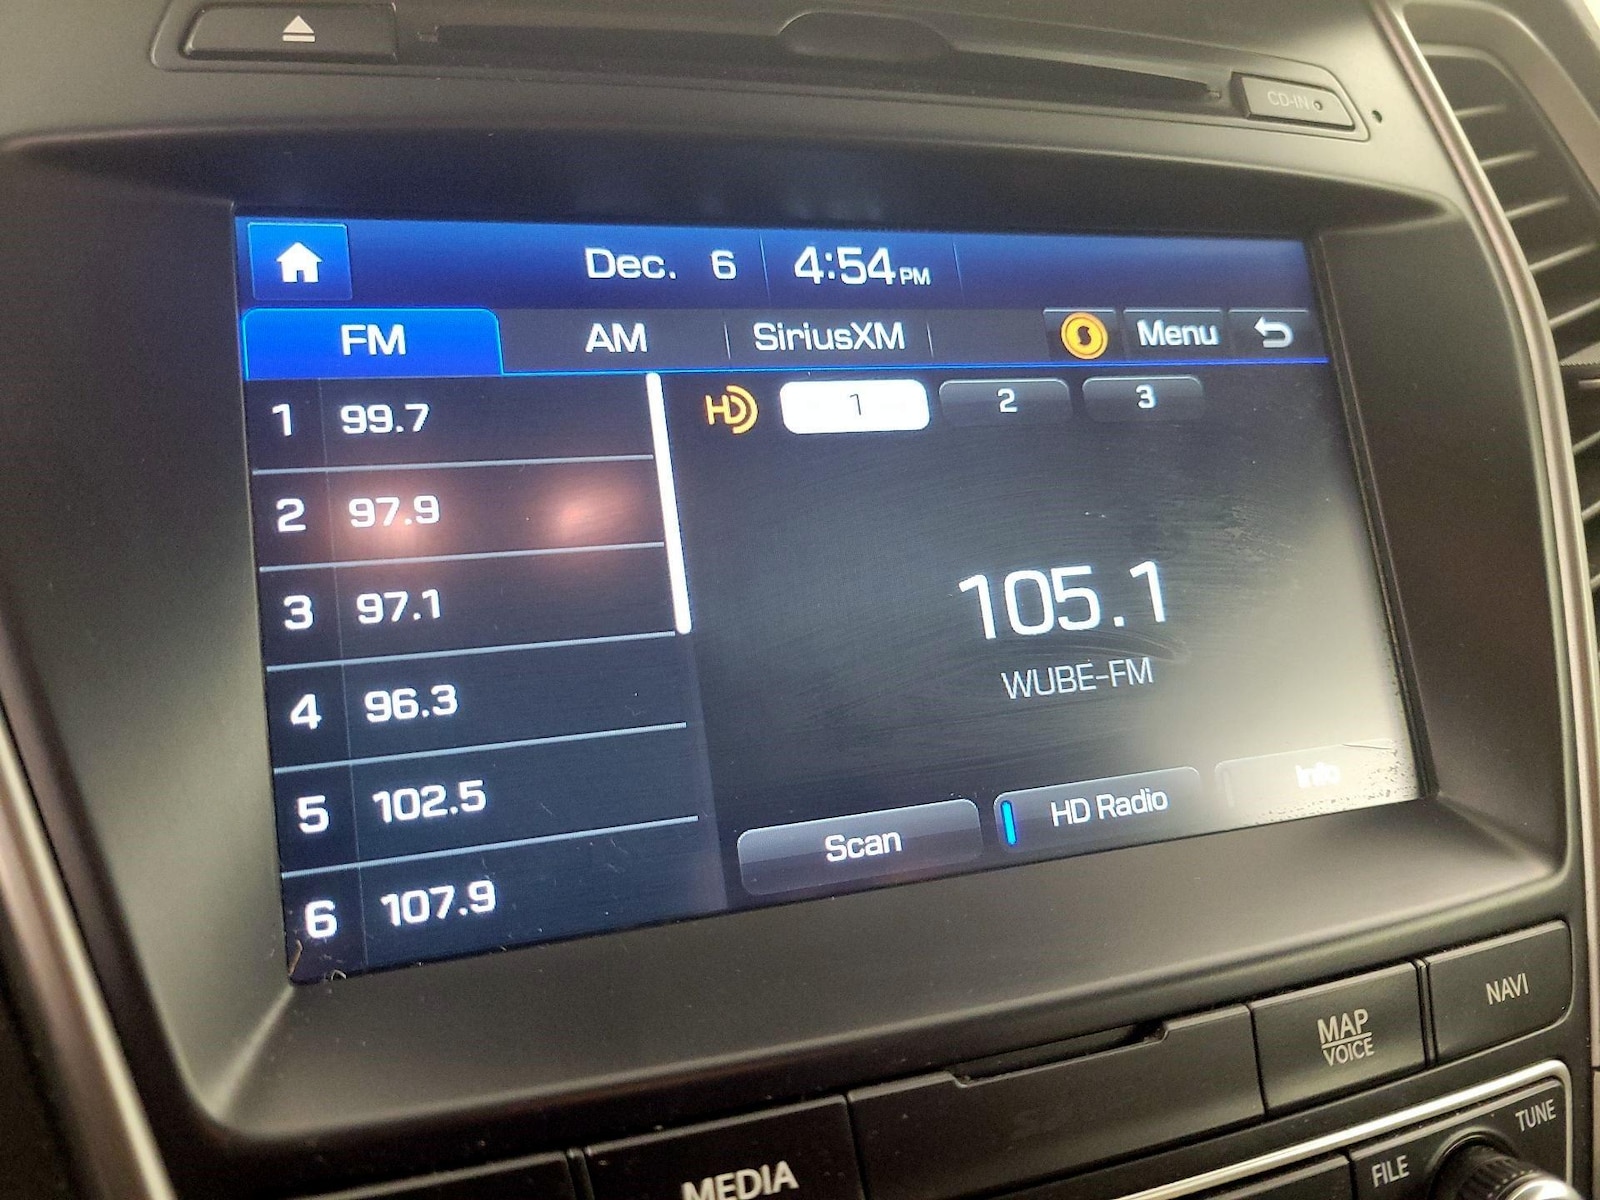 CD-IN
Dec. 6 4:54 PM
FM AM SiriusXM Menu
HD 1 2 3
1 99.7
2 97.9
3 97.1
4 96.3
5 102.5
6 107.9
105.1
WUBE-FM
Scan HD Radio Info
MAP
VOICE
NAVI
MEDIA
FILE
TUNE